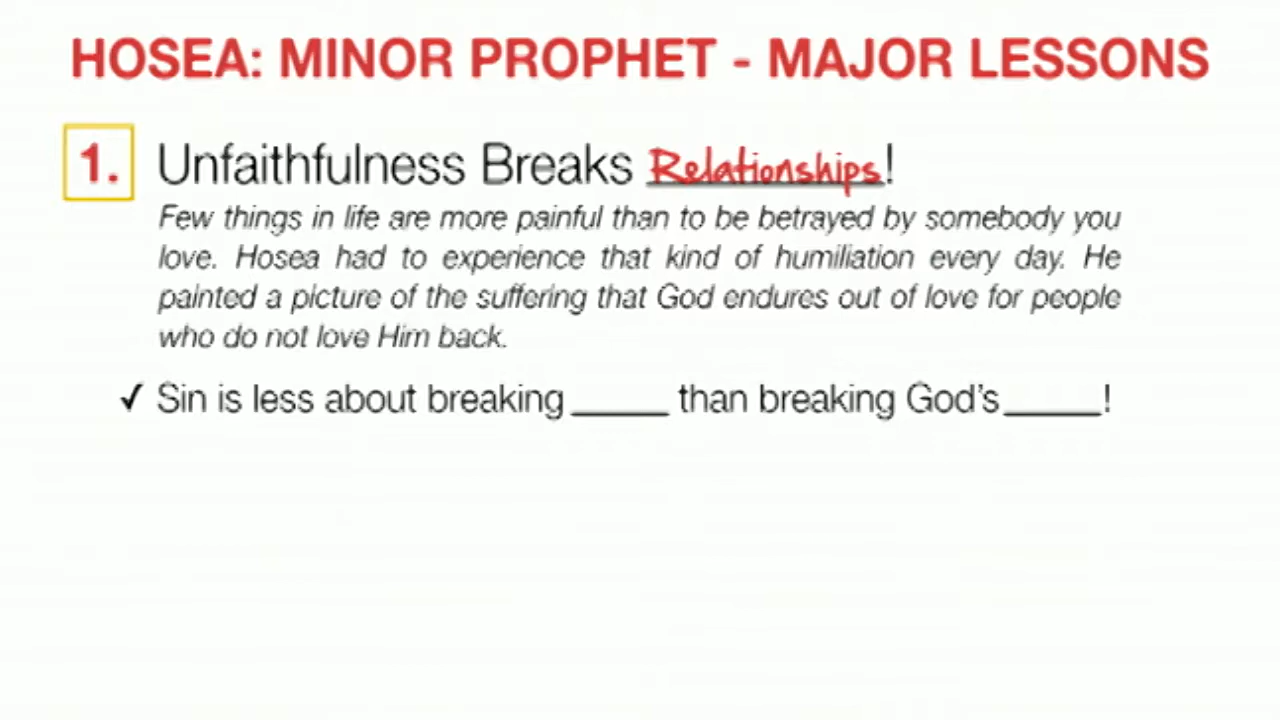 HOSEA: MINOR PROPHET - MAJOR LESSONS
1. Unfaithfulness Breaks Relationships!
Few things in life are more painful than to be betrayed by somebody you
love. Hosea had to experience that kind of humiliation every day. He
painted a picture of the suffering that God endures out of love for people
who do not love Him back.
✓ Sin is less about breaking _____ than breaking God's _____!